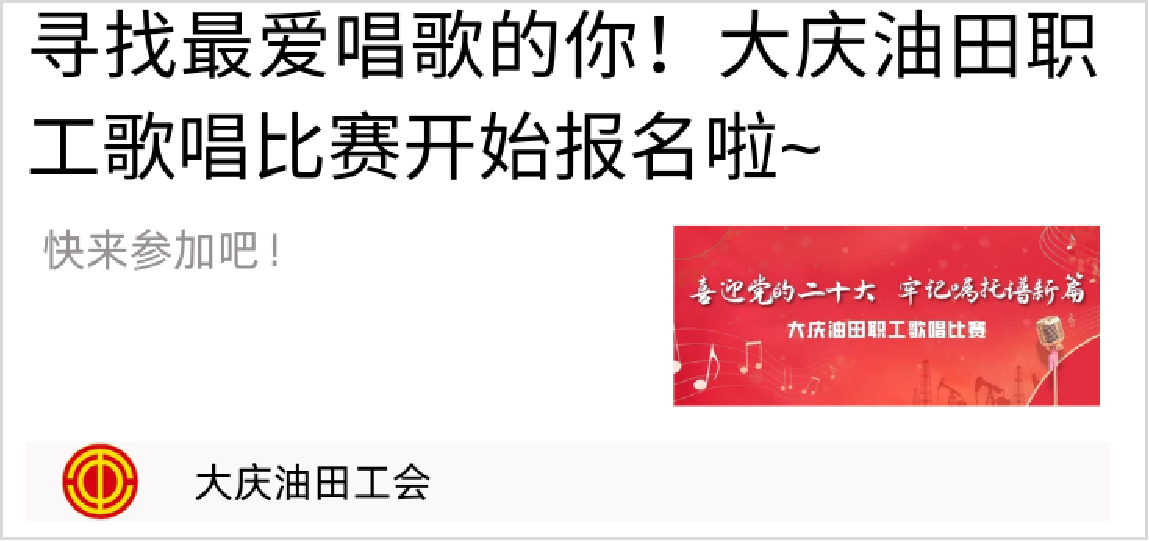 寻找最爱唱歌的你！大庆油田职
工歌唱比赛开始报名啦~
快来参加吧！
喜迎党的二十大 牢记嘱托谱新篇
大庆油田职工歌唱比赛
大庆油田工会